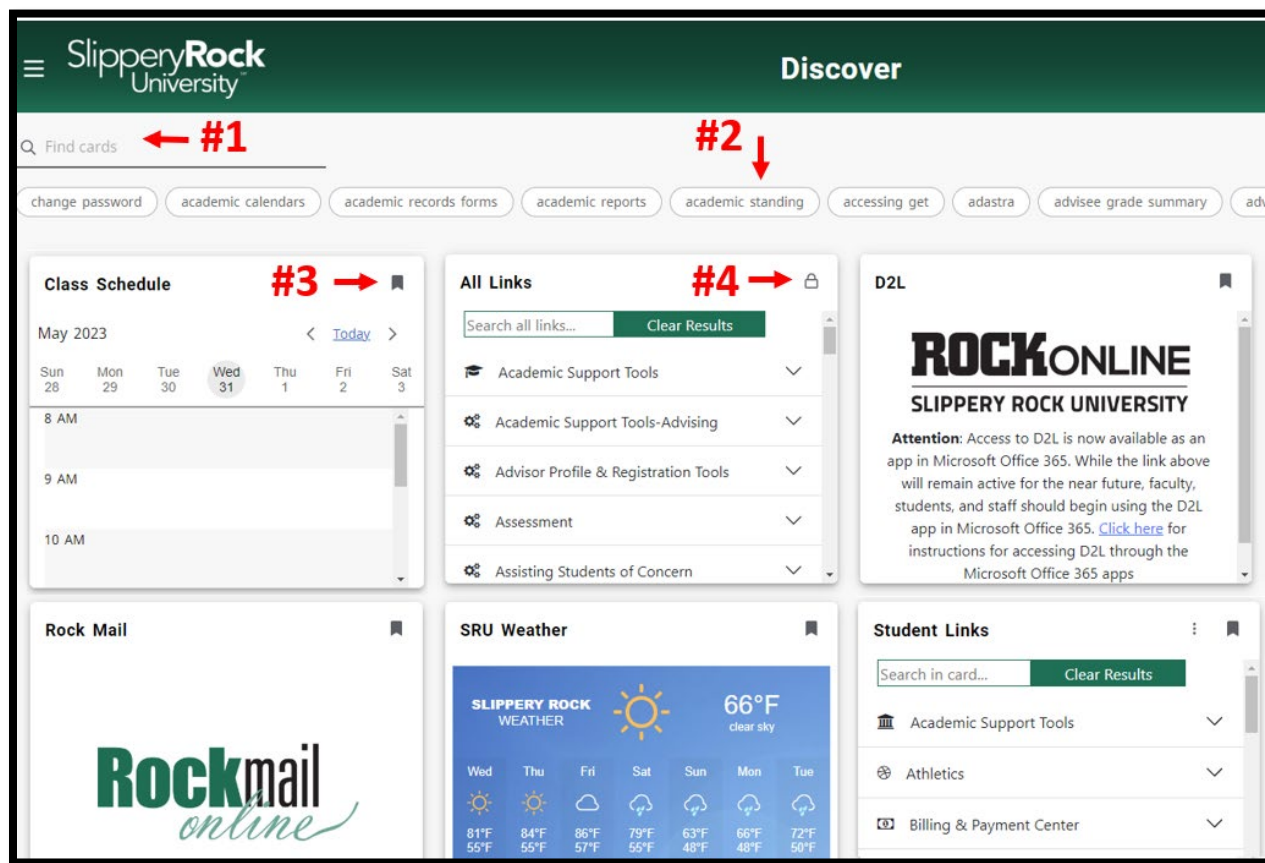 SlipperyRock
University
Discover
Find cards
#1
#2
change password
academic calendars
academic records forms
academic reports
academic standing
accessing get
adastra
advisee grade summary
Class Schedule
#3
May 2023
Today
Sun Mon Tue Wed Thu Fri Sat
28 29 30 31 1 2 3
8 AM
9 AM
10 AM
All Links
#4
Search all links...
Clear Results
Academic Support Tools
Academic Support Tools-Advising
Advisor Profile & Registration Tools
Assessment
Assisting Students of Concern
D2L
ROCKONLINE
SLIPPERY ROCK UNIVERSITY
Attention: Access to D2L is now available as an
app in Microsoft Office 365. While the link above
will remain active for the near future, faculty,
students, and staff should begin using the D2L
app in Microsoft Office 365. Click here for
instructions for accessing D2L through the
Microsoft Office 365 apps
Rock Mail
Rockmail
online
SRU Weather
SLIPPERY ROCK
WEATHER
66°F
clear sky
Wed Thu Fri Sat Sun Mon Tue
81°F 84°F 86°F 79°F 63°F 66°F 72°F
55°F 55°F 57°F 55°F 48°F 48°F 50°F
Student Links
Search in card...
Clear Results
Academic Support Tools
Athletics
Billing & Payment Center